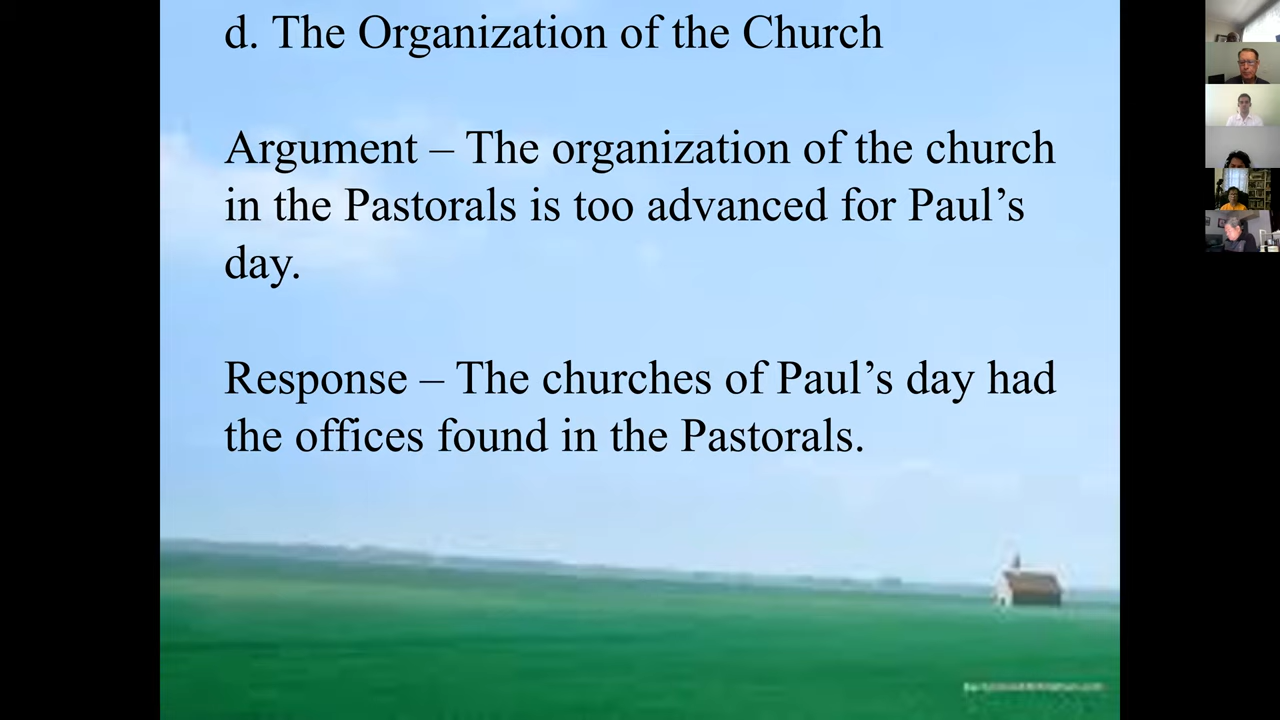 d. The Organization of the Church
Argument – The organization of the church
in the Pastorals is too advanced for Paul’s
day.
Response – The churches of Paul’s day had
the offices found in the Pastorals.